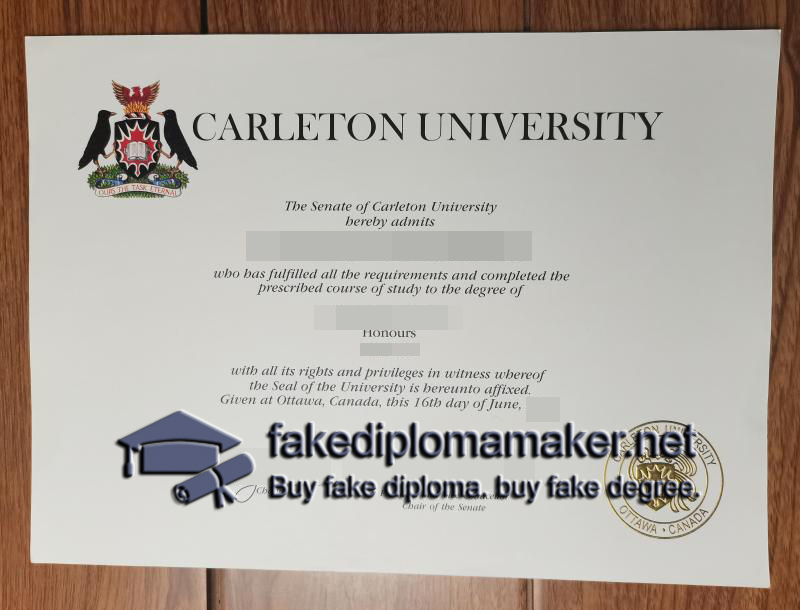 CARLETON UNIVERSITY
OURS THE TASK ETERNAL
The Senate of Carleton University
hereby admits
who has fulfilled all the requirements and completed the
prescribed course of study to the degree of
Honours
with all its rights and privileges in witness whereof
the Seal of the University is hereunto affixed.
Given at Ottawa, Canada, this 16th day of June,
fakediplomamaker.net
Buy fake diploma. buy fake degree.
Chair of the Senate
CARLETON UNIVERSITY
OTTAWA • CANADA